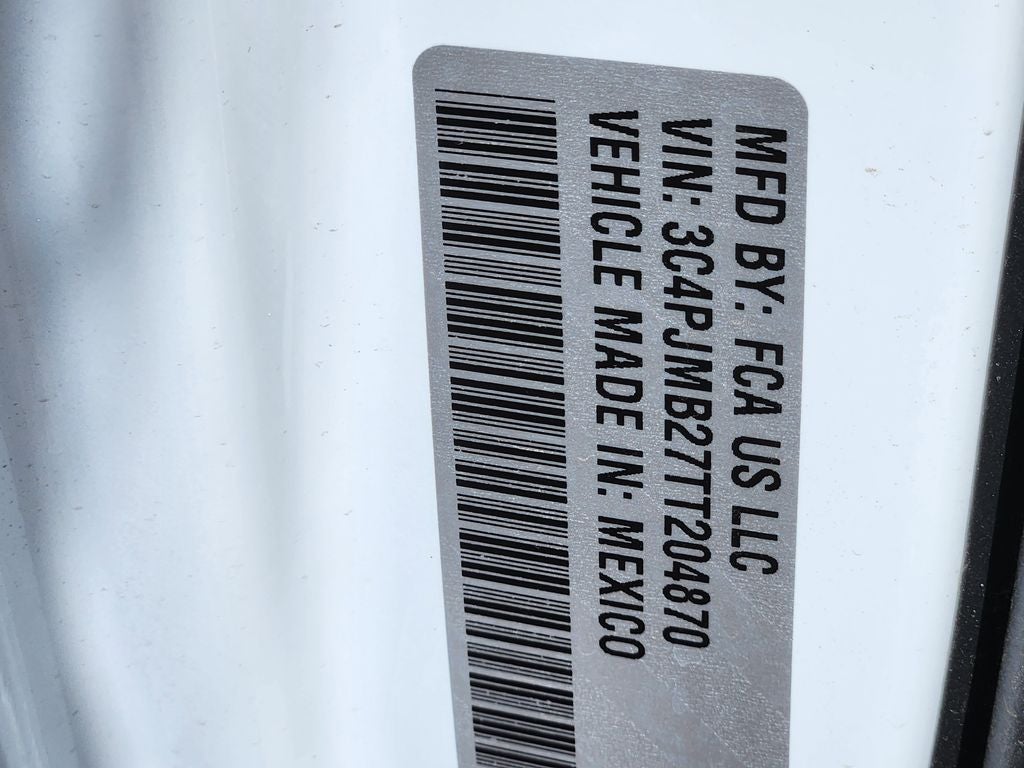 MFD BY: FCA US LLC
VIN: 3C4PJMB27TT204870
VEHICLE MADE IN: MEXICO